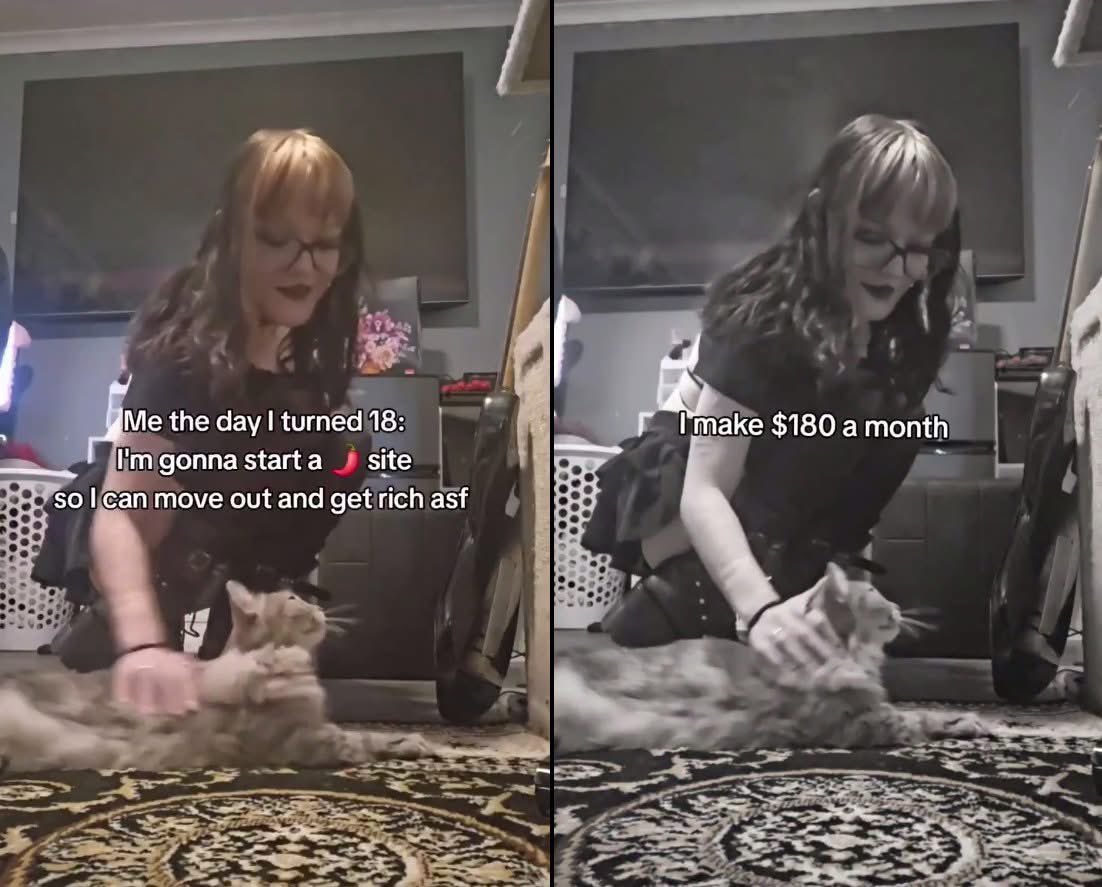 Me the day I turned 18:
I'm gonna start a 🌶️ site
so I can move out and get rich asf
I make $180 a month